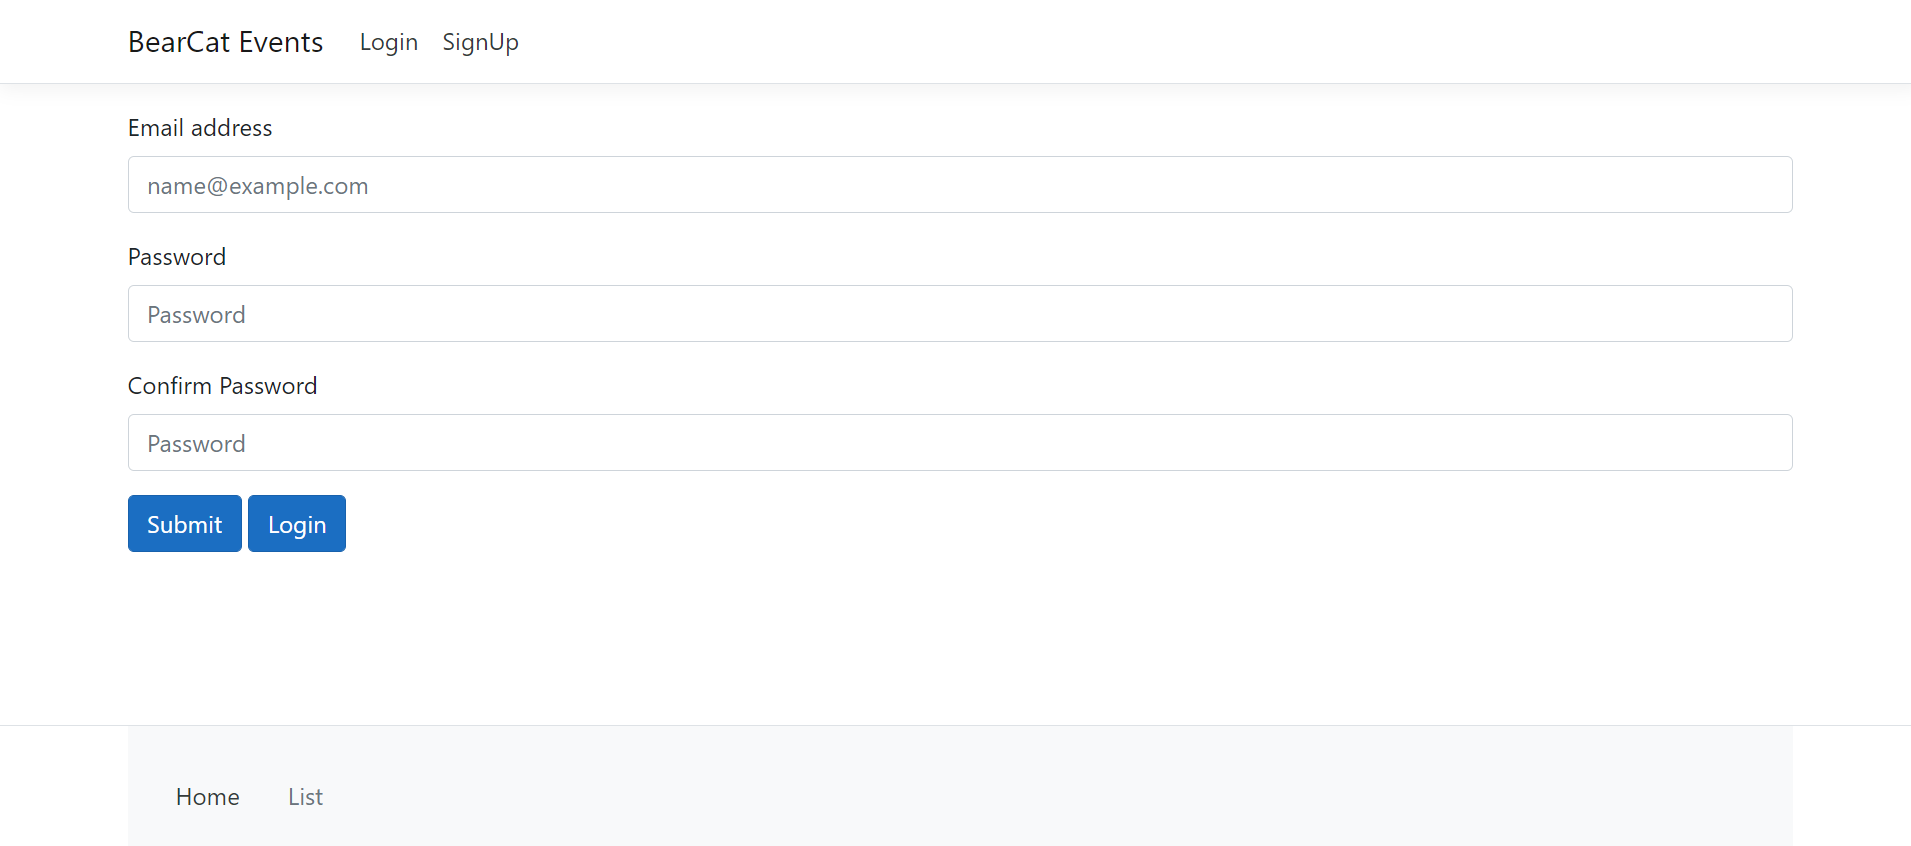 BearCat Events Login SignUp
Email address
name@example.com
Password
Password
Confirm Password
Password
Submit Login
Home List